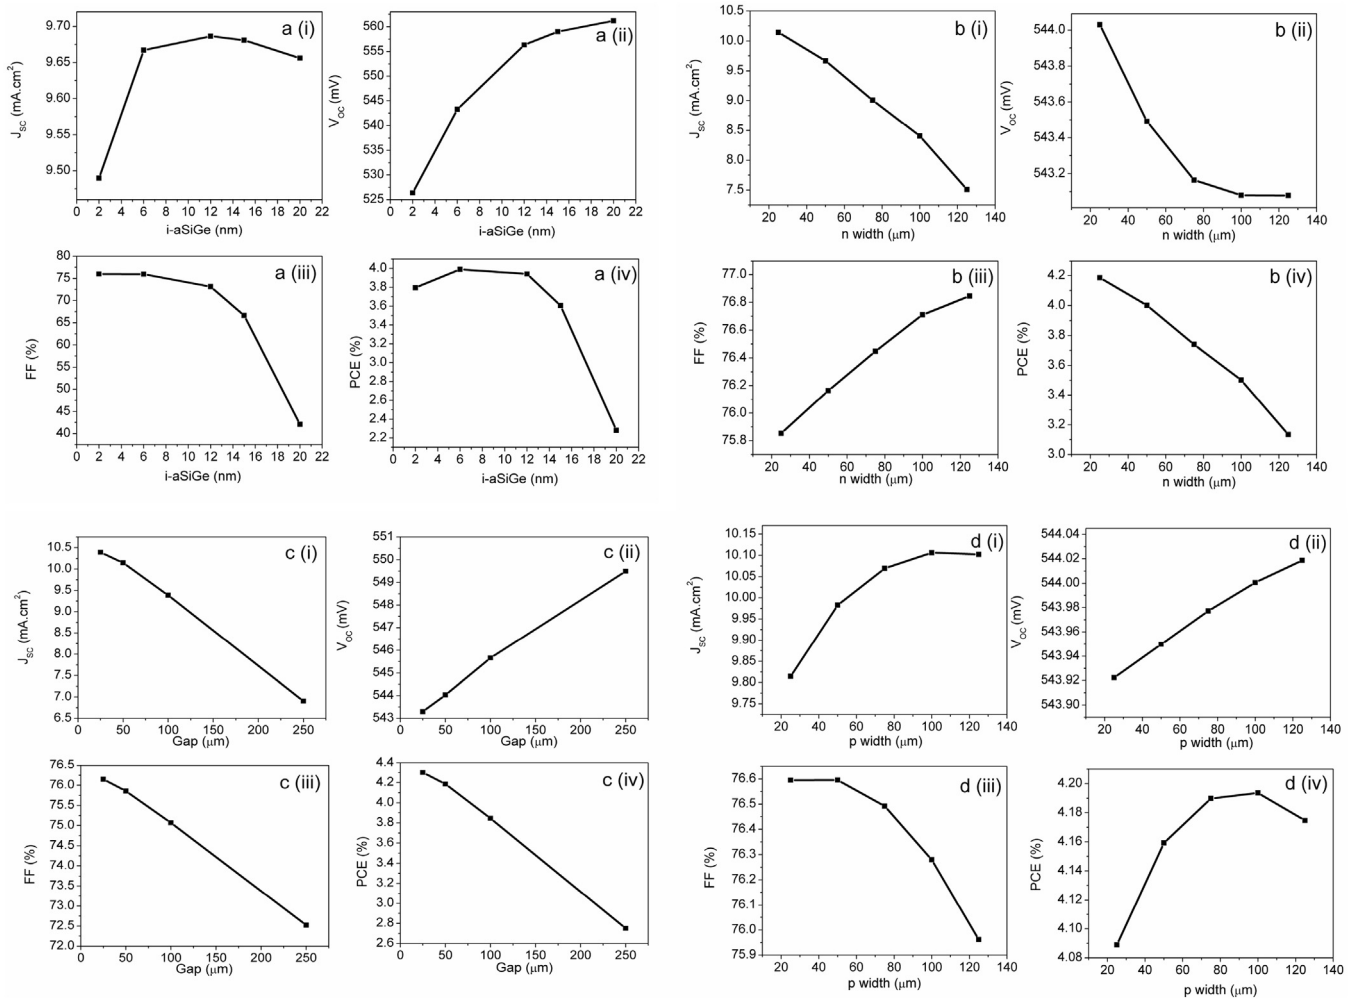 a (i)
9.70
9.65
9.60
9.55
9.50
J_SC (mA.cm²)
0 2 4 6 8 10 12 14 16 18 20 22
i-aSiGe (nm)
a (ii)
560
555
550
545
540
535
530
525
V_OC (mV)
0 2 4 6 8 10 12 14 16 18 20 22
i-aSiGe (nm)
b (i)
10.5
10.0
9.5
9.0
8.5
8.0
7.5
J_SC (mA.cm²)
20 40 60 80 100 120 140
n width (μm)
b (ii)
544.0
543.8
543.6
543.4
543.2
V_OC (mV)
20 40 60 80 100 120 140
n width (μm)
a (iii)
80
75
70
65
60
55
50
45
40
FF (%)
0 2 4 6 8 10 12 14 16 18 20 22
i-aSiGe (nm)
a (iv)
4.0
3.8
3.6
3.4
3.2
3.0
2.8
2.6
2.4
2.2
PCE (%)
0 2 4 6 8 10 12 14 16 18 20 22
i-aSiGe (nm)
b (iii)
77.0
76.8
76.6
76.4
76.2
76.0
75.8
FF (%)
20 40 60 80 100 120 140
n width (μm)
b (iv)
4.2
4.0
3.8
3.6
3.4
3.2
3.0
PCE (%)
20 40 60 80 100 120 140
n width (μm)
c (i)
10.5
10.0
9.5
9.0
8.5
8.0
7.5
7.0
6.5
J_SC (mA.cm²)
0 50 100 150 200 250
Gap (μm)
c (ii)
551
550
549
548
547
546
545
544
543
V_OC (mV)
0 50 100 150 200 250
Gap (μm)
d (i)
10.15
10.10
10.05
10.00
9.95
9.90
9.85
9.80
9.75
J_SC (mA.cm²)
20 40 60 80 100 120 140
p width (μm)
d (ii)
544.04
544.02
544.00
543.98
543.96
543.94
543.92
543.90
V_OC (mV)
20 40 60 80 100 120 140
p width (μm)
c (iii)
76.5
76.0
75.5
75.0
74.5
74.0
73.5
73.0
72.5
72.0
FF (%)
0 50 100 150 200 250
Gap (μm)
c (iv)
4.4
4.2
4.0
3.8
3.6
3.4
3.2
3.0
2.8
2.6
PCE (%)
0 50 100 150 200 250
Gap (μm)
d (iii)
76.6
76.5
76.4
76.3
76.2
76.1
76.0
75.9
FF (%)
20 40 60 80 100 120 140
p width (μm)
d (iv)
4.20
4.18
4.16
4.14
4.12
4.10
4.08
PCE (%)
20 40 60 80 100 120 140
p width (μm)